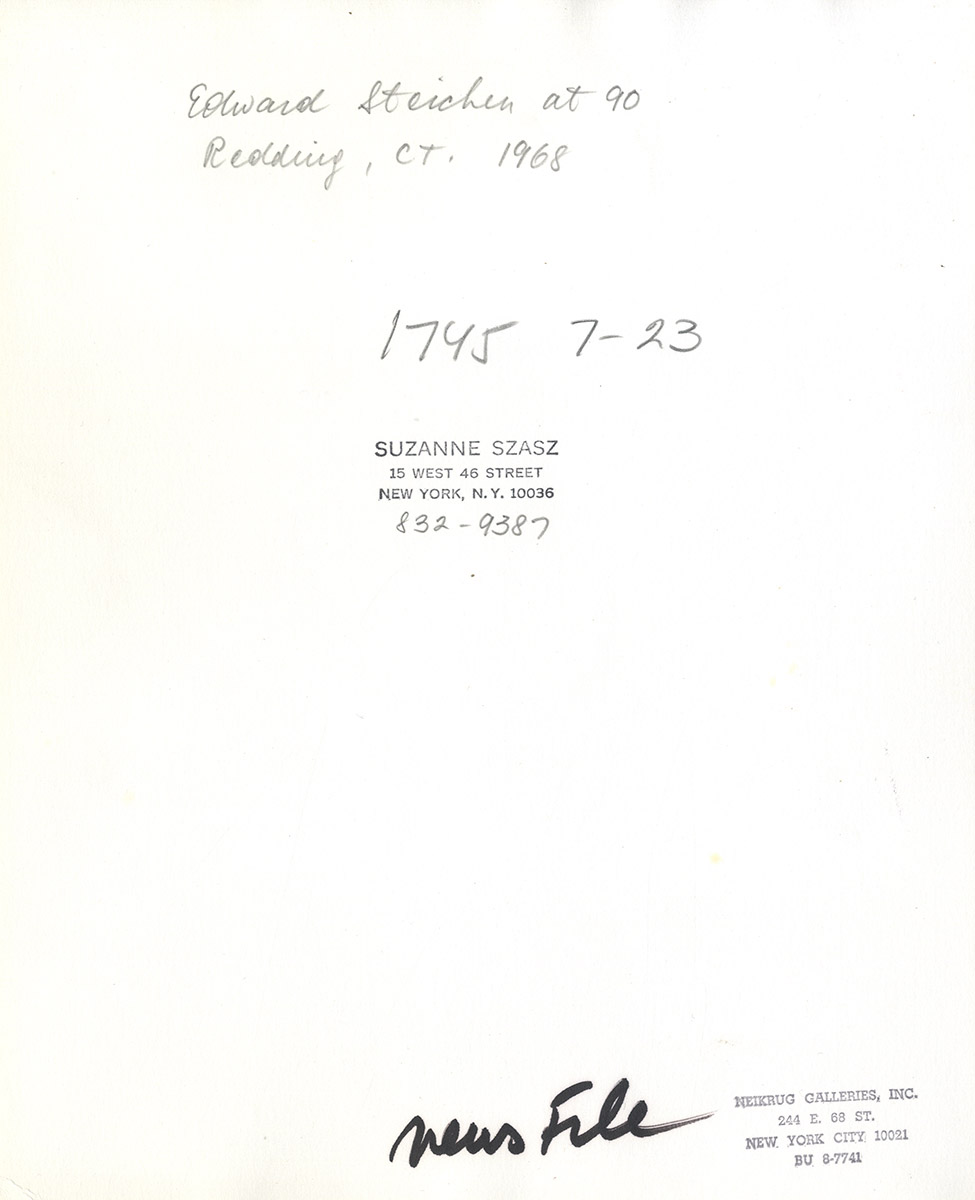 Edward Steichen at 90
Redding, CT. 1968
1745 7-23
SUZANNE SZASZ
15 WEST 46 STREET
NEW YORK, N.Y. 10036
832-9387
news File
NEIKRUG GALLERIES, INC.
244 E. 68 ST.
NEW YORK CITY 10021
BU 8-7741